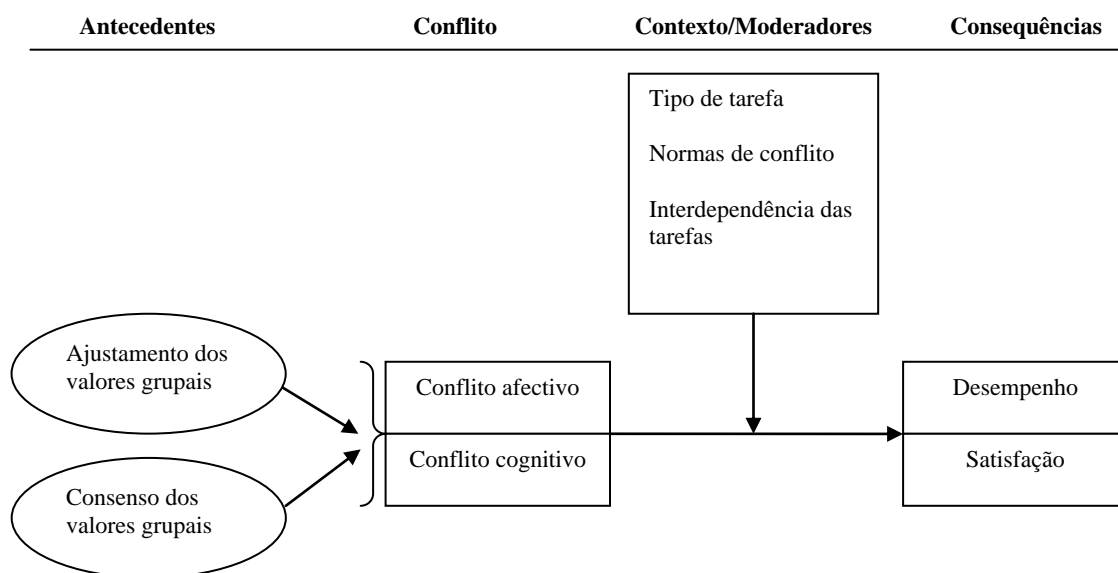 Antecedentes Conflito Contexto/Moderadores Consequências
Tipo de tarefa
Normas de conflito
Interdependência das
tarefas
Ajustamento dos
valores grupais
Conflito afectivo
Desempenho
Conflito cognitivo
Satisfação
Consenso dos
valores grupais